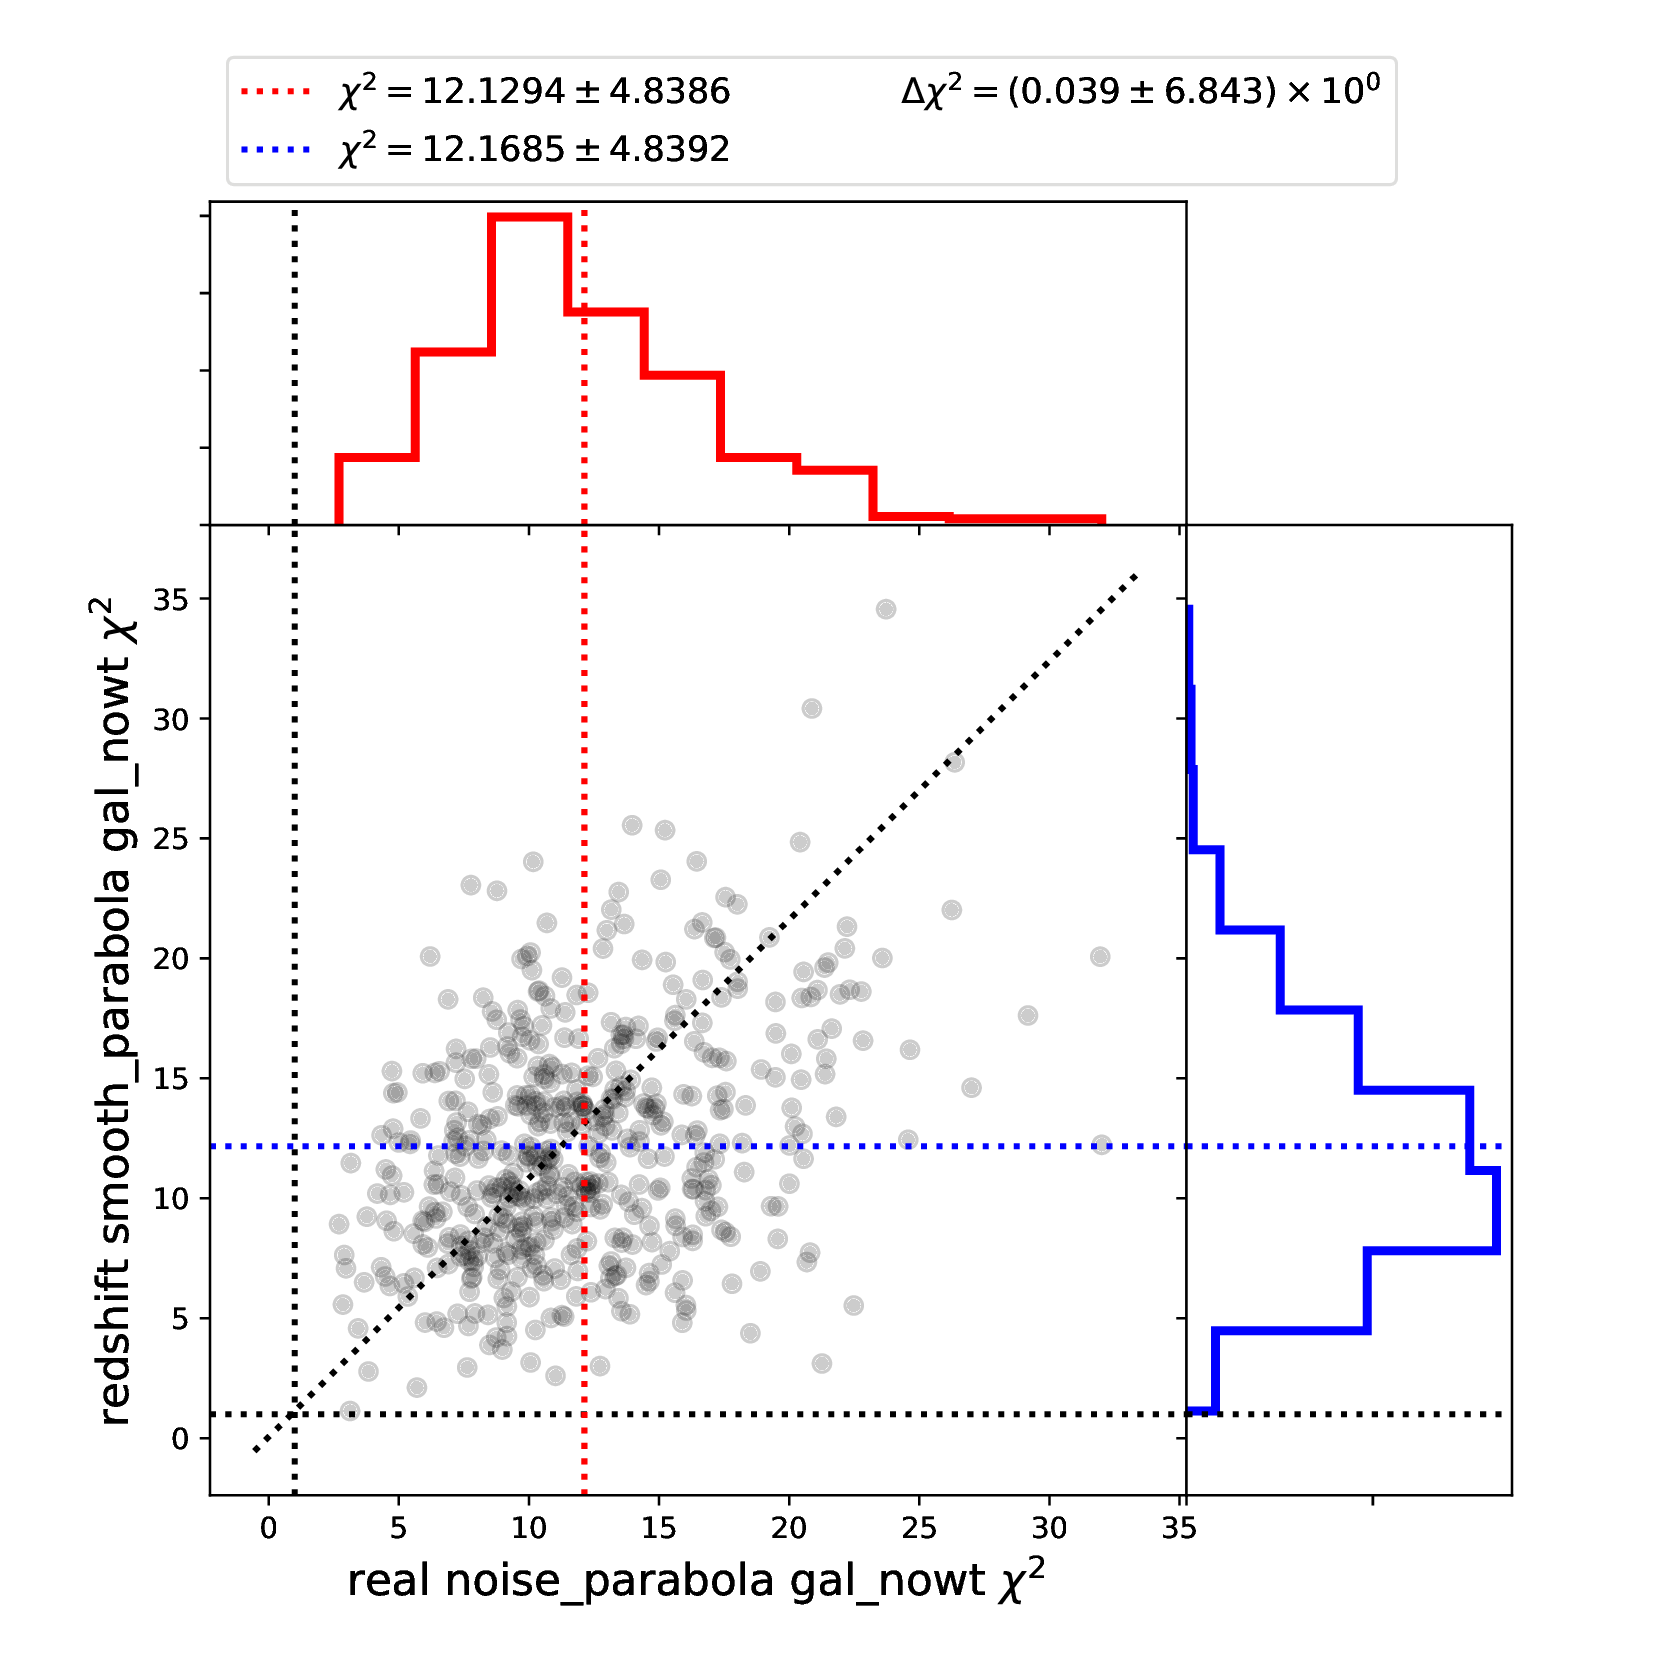 χ² = 12.1294 ± 4.8386
Δχ² = (0.039 ± 6.843) × 10⁰
χ² = 12.1685 ± 4.8392
redshift smooth_parabola gal_nowt χ²
35
30
25
20
15
10
5
0
0 5 10 15 20 25 30 35
real noise_parabola gal_nowt χ²